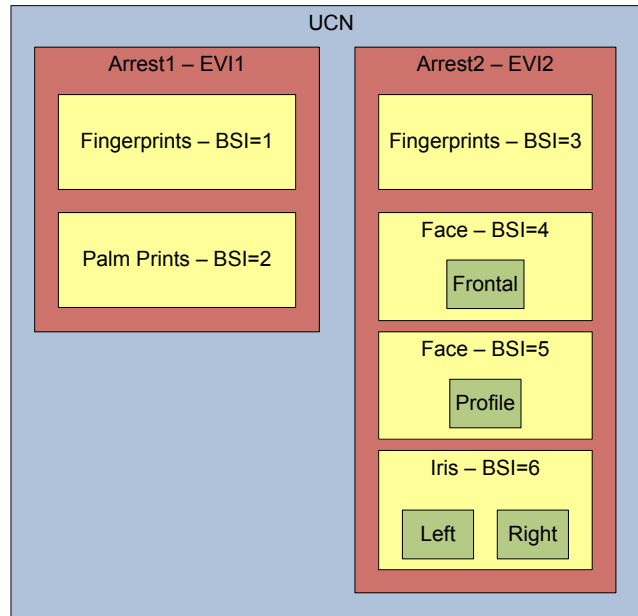 UCN
Arrest1 – EVI1
Fingerprints – BSI=1
Palm Prints – BSI=2
Arrest2 – EVI2
Fingerprints – BSI=3
Face – BSI=4
Frontal
Face – BSI=5
Profile
Iris – BSI=6
Left
Right